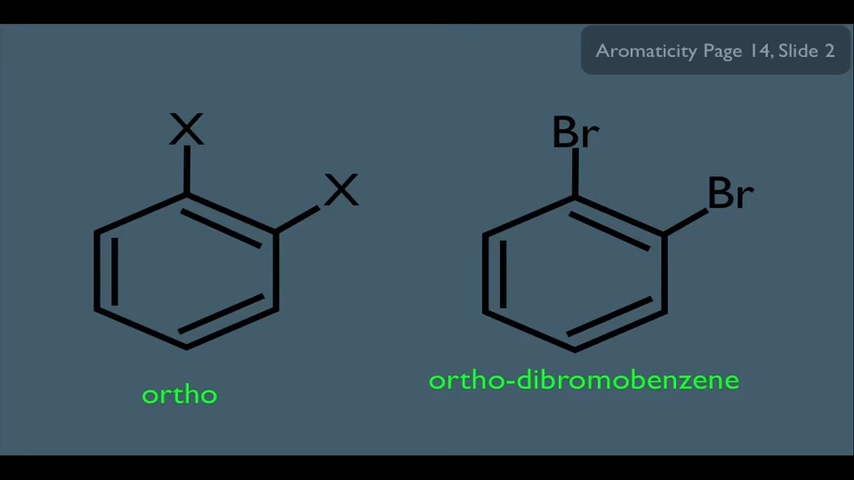 Aromaticity Page 14, Slide 2
X
X
ortho
Br
Br
ortho-dibromobenzene